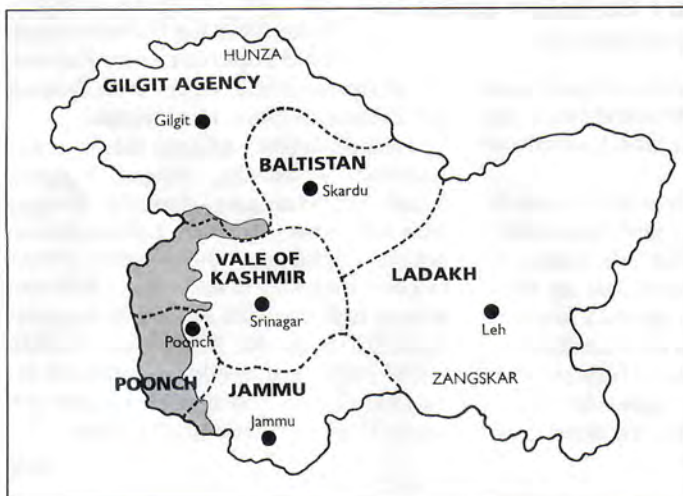 HUNZA
GILGIT AGENCY
Gilgit
BALTISTAN
Skardu
VALE OF
KASHMIR
LADAKH
Srinagar
Leh
Poonch
POONCH
JAMMU
ZANGSKAR
Jammu